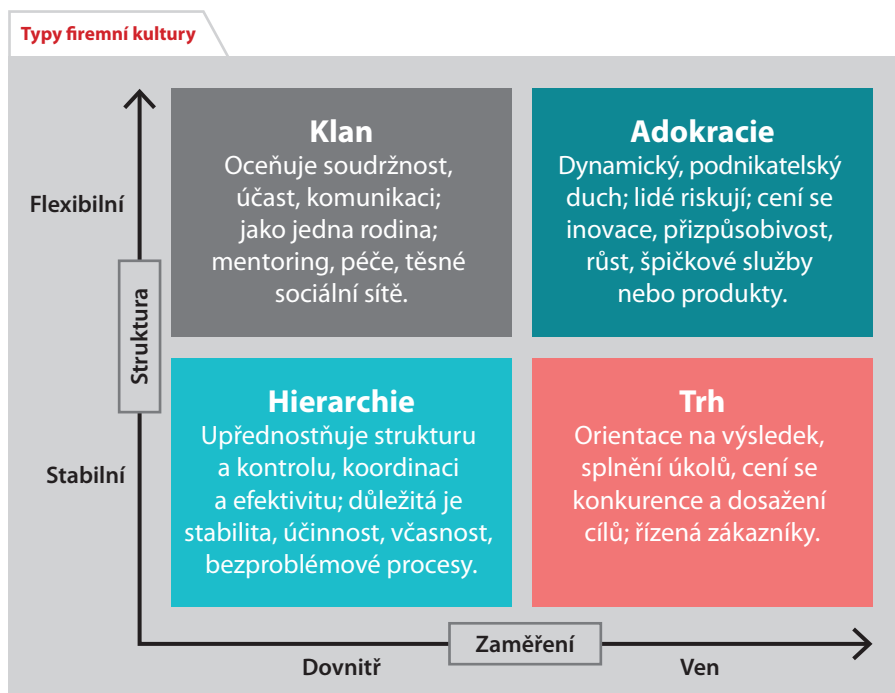 Typy firemní kultury
Flexibilní
Struktura
Stabilní
Klan
Oceňuje soudržnost,
účast, komunikaci;
jako jedna rodina;
mentoring, péče, těsné
sociální sítě.
Adokracie
Dynamický, podnikatelský
duch; lidé riskují; cení se
inovace, přizpůsobivost,
růst, špičkové služby
nebo produkty.
Hierarchie
Upřednostňuje strukturu
a kontrolu, koordinaci
a efektivitu; důležitá je
stabilita, účinnost, včasnost,
bezproblémové procesy.
Trh
Orientace na výsledek,
splnění úkolů, cení se
konkurence a dosažení
cílů; řízená zákazníky.
Zaměření
Dovnitř
Ven